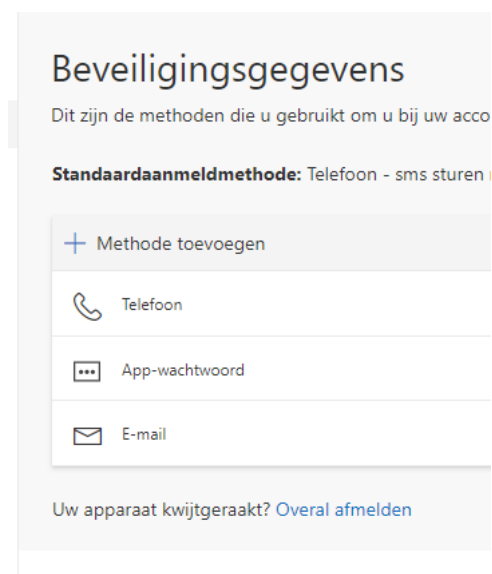 Beveiligingsgegevens
Dit zijn de methoden die u gebruikt om u bij uw acco
Standaardaanmeldmethode: Telefoon - sms sturen
Methode toevoegen
Telefoon
App-wachtwoord
E-mail
Uw apparaat kwijtgeraakt? Overal afmelden